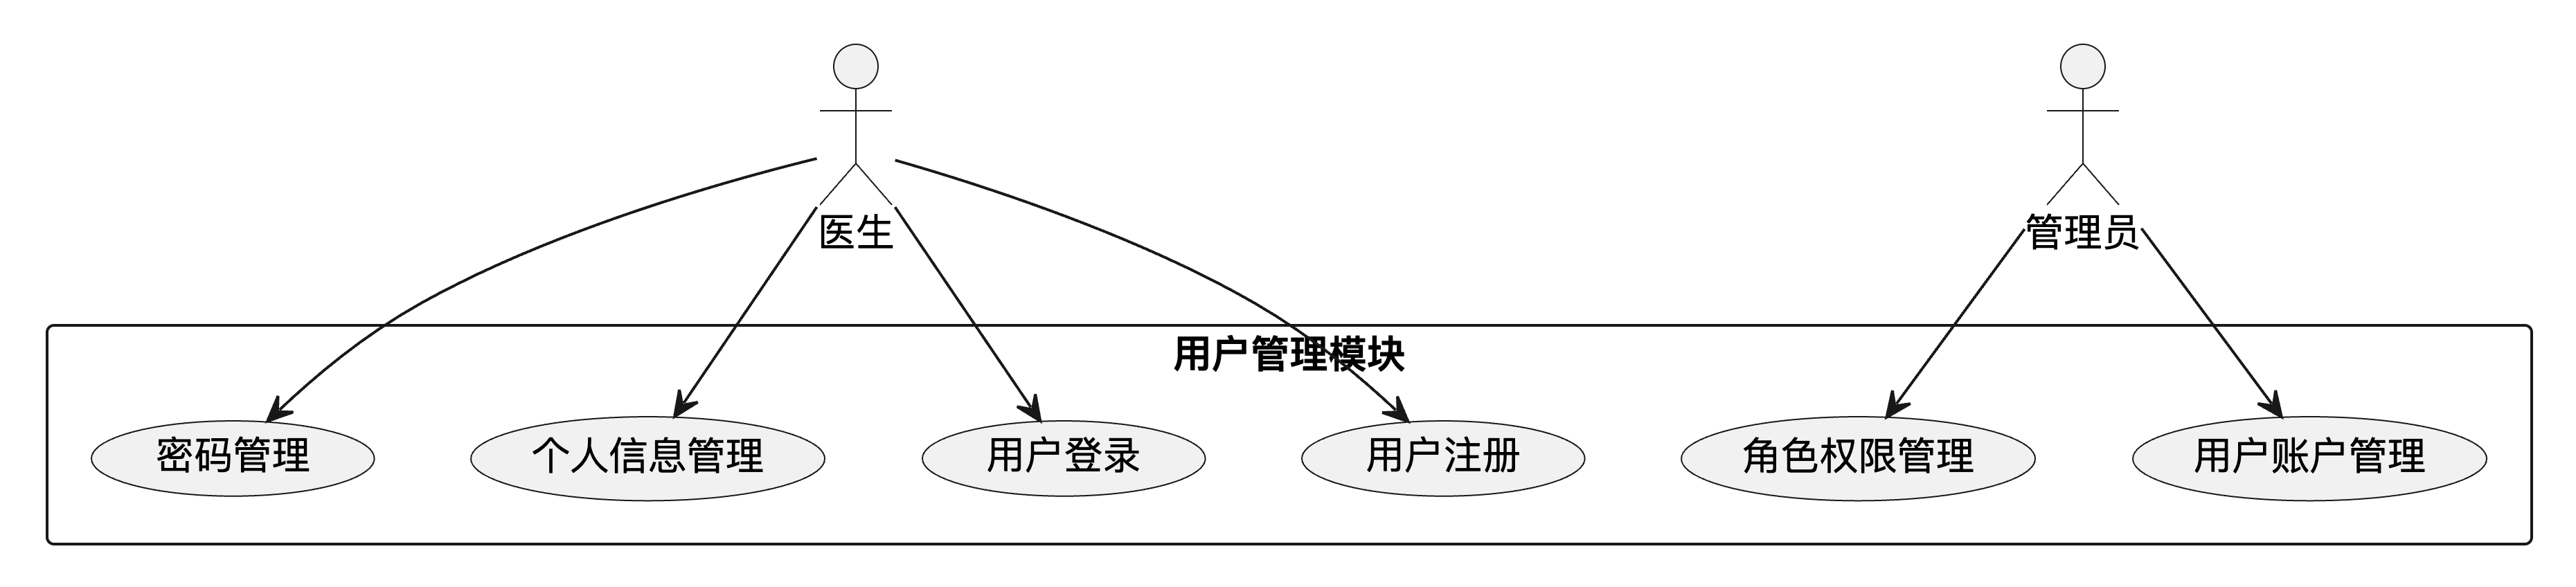 医生
管理员
用户管理模块
密码管理
个人信息管理
用户登录
用户注册
角色权限管理
用户账户管理